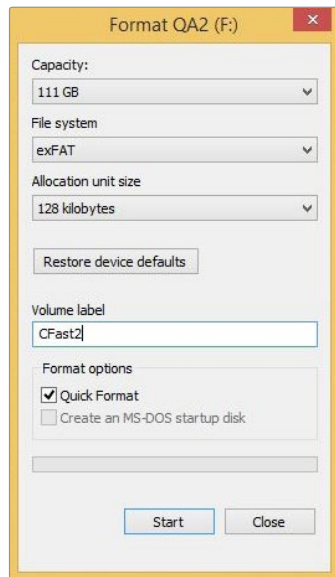 Format QA2 (F:)
Capacity:
111 GB
File system
exFAT
Allocation unit size
128 kilobytes
Restore device defaults
Volume label
CFast2
Format options
Quick Format
Create an MS-DOS startup disk
Start
Close